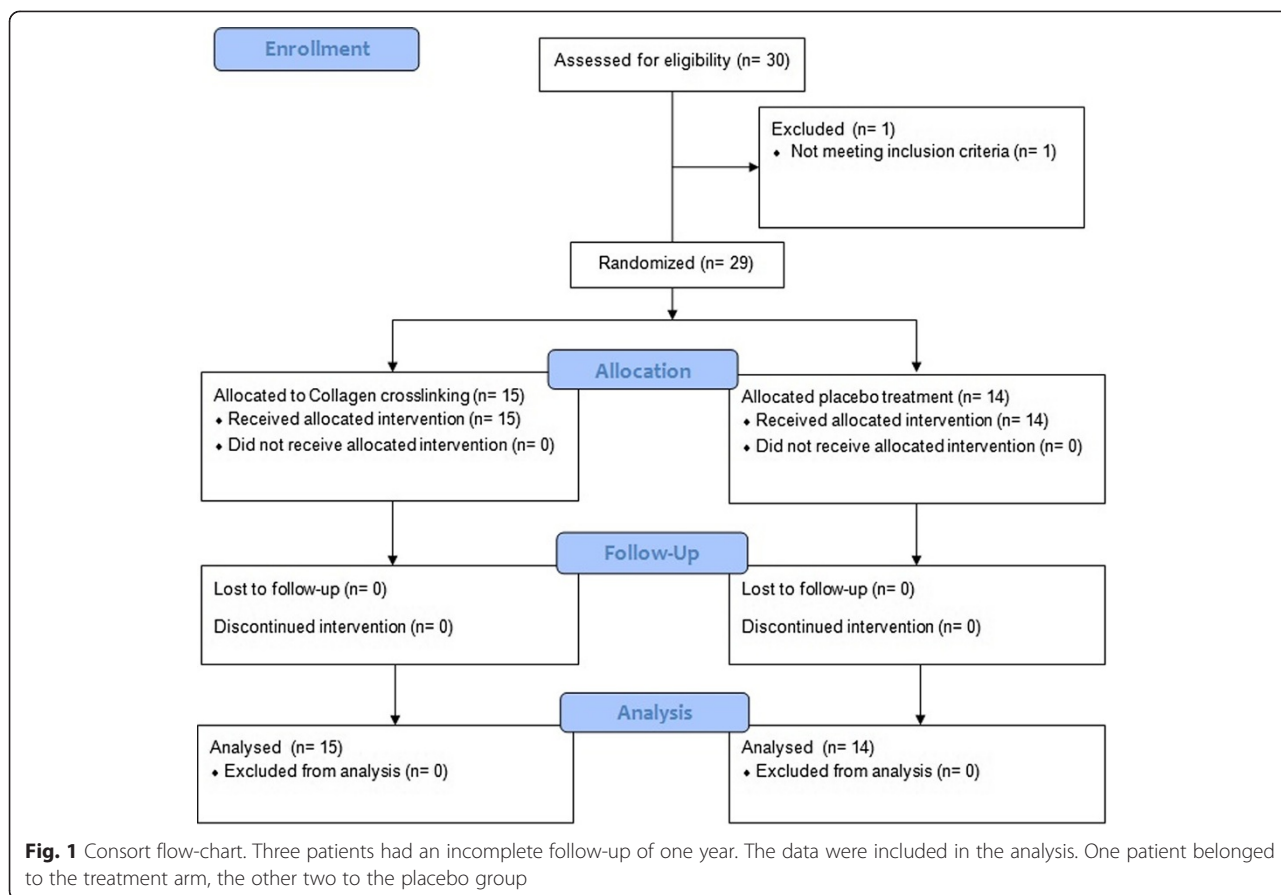 Enrollment
Assessed for eligibility (n= 30)
Excluded (n= 1)
♦ Not meeting inclusion criteria (n= 1)
Randomized (n= 29)
Allocation
Allocated to Collagen crosslinking (n= 15)
♦ Received allocated intervention (n= 15)
♦ Did not receive allocated intervention (n= 0)
Allocated placebo treatment (n= 14)
♦ Received allocated intervention (n= 14)
♦ Did not receive allocated intervention (n= 0)
Follow-Up
Lost to follow-up (n= 0)
Discontinued intervention (n= 0)
Lost to follow-up (n= 0)
Discontinued intervention (n= 0)
Analysis
Analysed (n= 15)
♦ Excluded from analysis (n= 0)
Analysed (n= 14)
♦ Excluded from analysis (n= 0)
Fig. 1 Consort flow-chart. Three patients had an incomplete follow-up of one year. The data were included in the analysis. One patient belonged
to the treatment arm, the other two to the placebo group